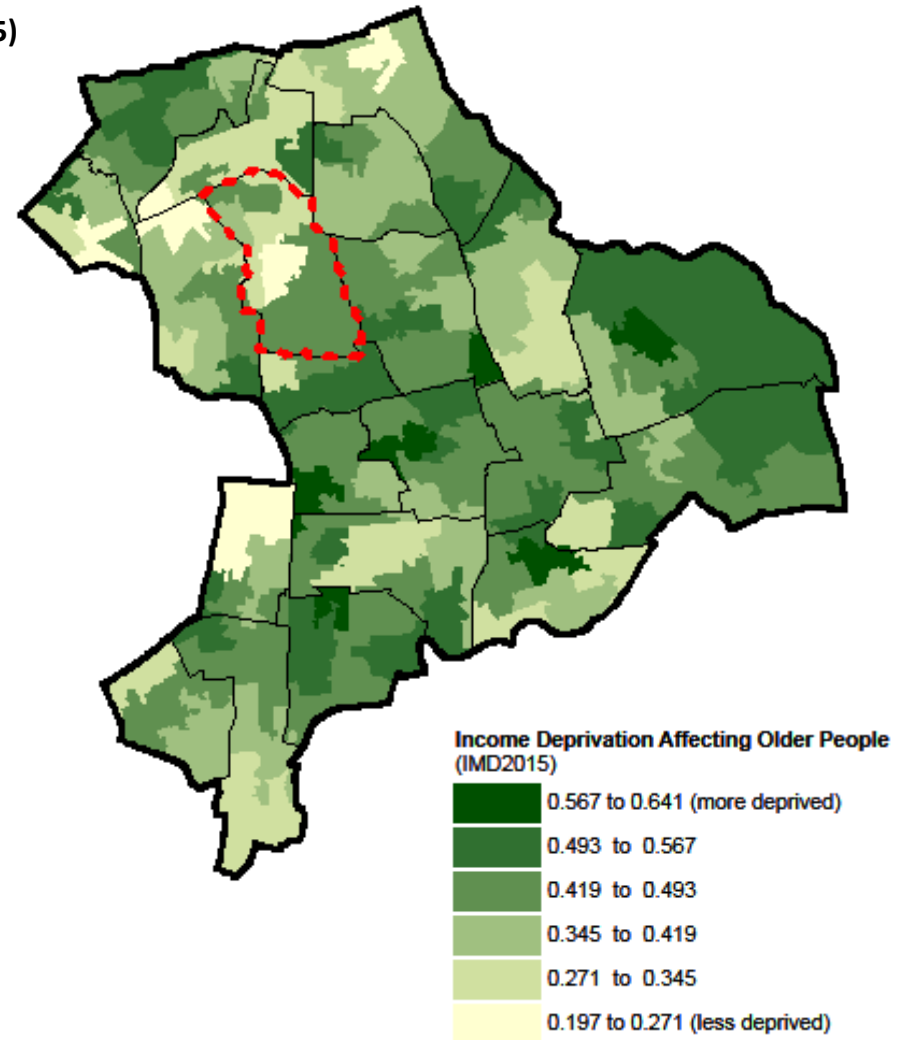 5)
Income Deprivation Affecting Older People
(IMD2015)
0.567 to 0.641 (more deprived)
0.493 to 0.567
0.419 to 0.493
0.345 to 0.419
0.271 to 0.345
0.197 to 0.271 (less deprived)